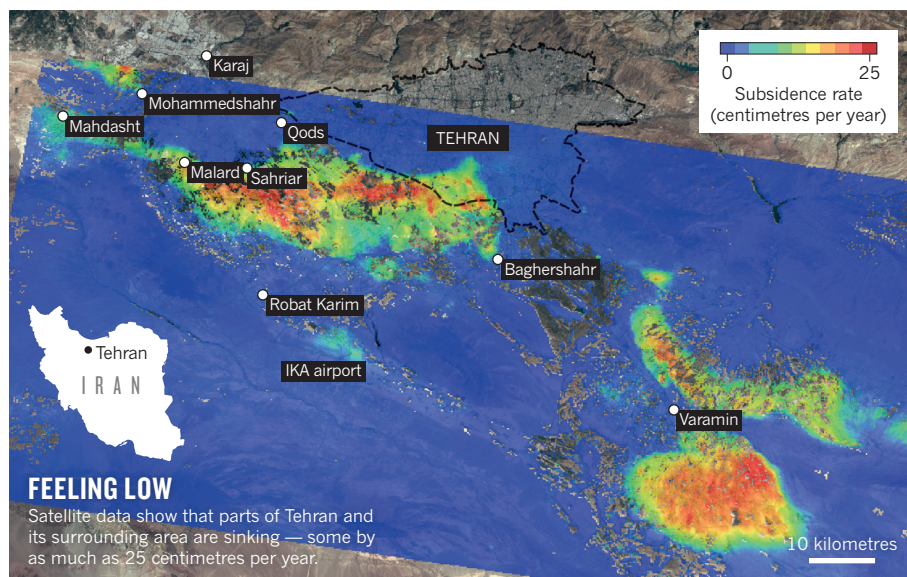 Karaj
Mohammedshahr
Mahdasht
Qods
TEHRAN
Malard
Sahriar
Baghershahr
Robat Karim
IKA airport
Varamin
0 25
Subsidence rate
(centimetres per year)
Tehran
IRAN
FEELING LOW
Satellite data show that parts of Tehran and
its surrounding area are sinking — some by
as much as 25 centimetres per year.
10 kilometres